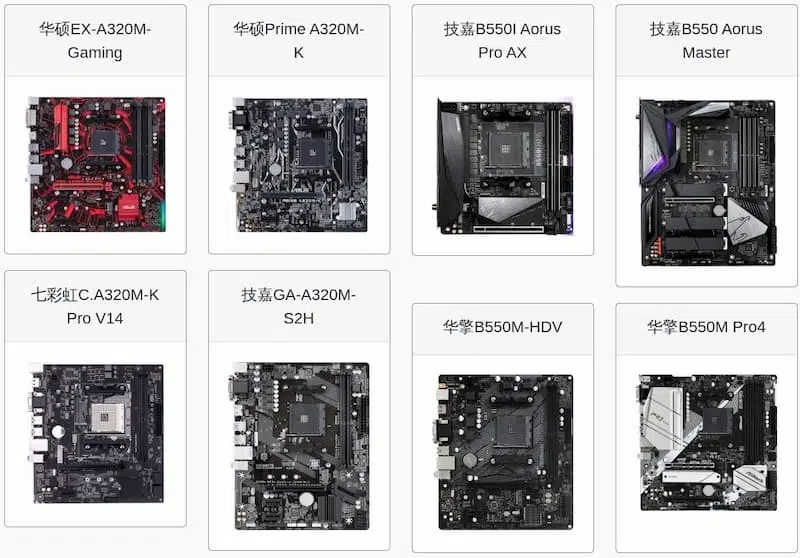 华硕EX-A320M-
Gaming
华硕Prime A320M-
K
技嘉B550I Aorus
Pro AX
技嘉B550 Aorus
Master
七彩虹C.A320M-K
Pro V14
技嘉GA-A320M-
S2H
华擎B550M-HDV
华擎B550M Pro4